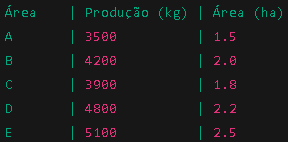 Área | Produção (kg) | Área (ha)
A | 3500 | 1.5
B | 4200 | 2.0
C | 3900 | 1.8
D | 4800 | 2.2
E | 5100 | 2.5